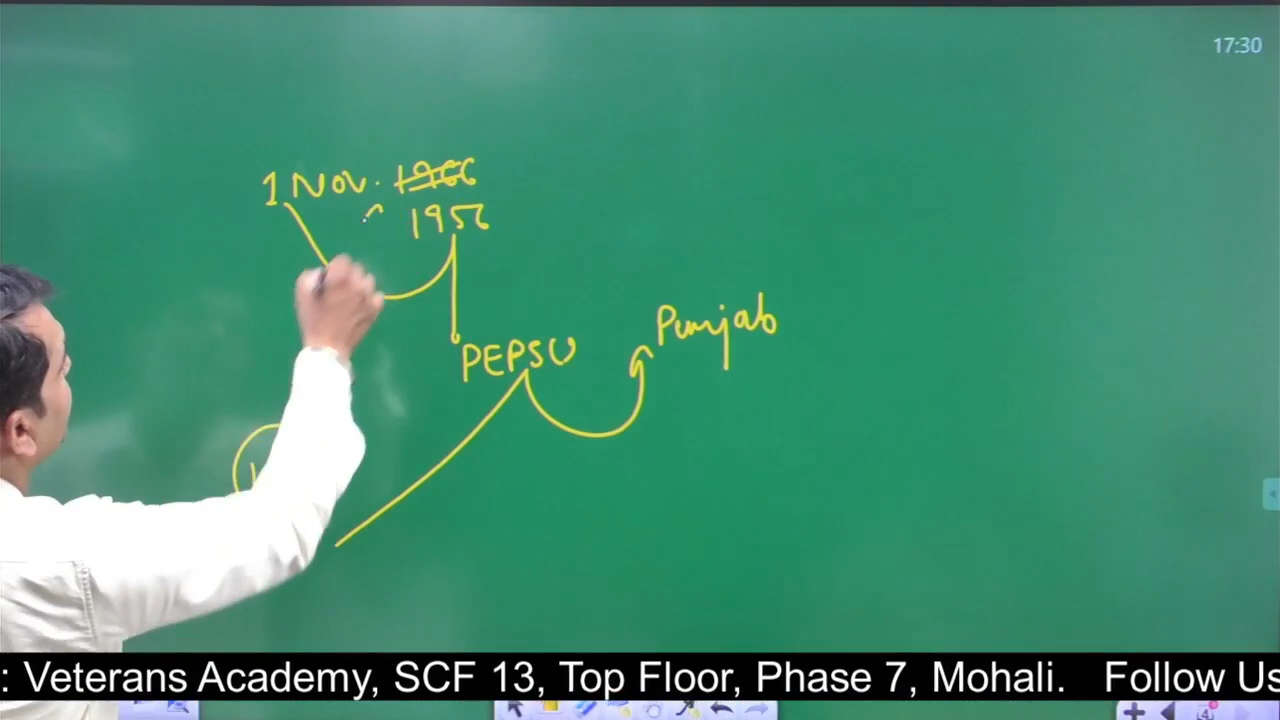 17:30
1 Nov. 1966
1956
PEPSU
Punjab
: Veterans Academy, SCF 13, Top Floor, Phase 7, Mohali. Follow Us